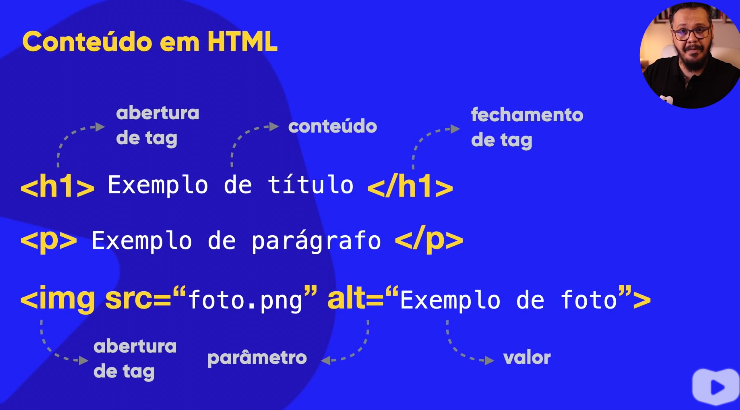 Conteúdo em HTML
abertura
de tag
conteúdo
fechamento
de tag
<h1> Exemplo de título </h1>
<p> Exemplo de parágrafo </p>
<img src=“foto.png” alt=“Exemplo de foto”>
abertura
de tag
parâmetro
valor